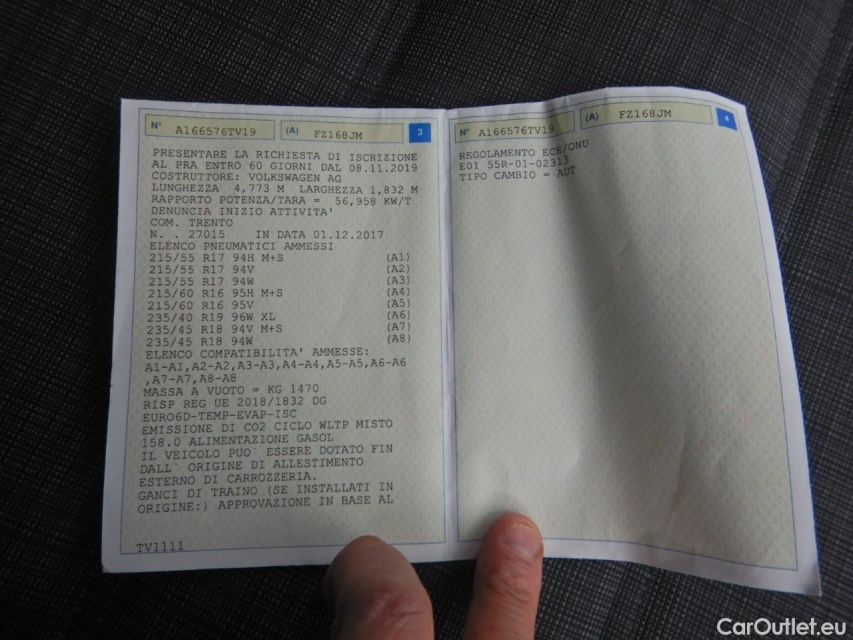 N° A166576TV19 (A) FZ168JM 3
PRESENTARE LA RICHIESTA DI ISCRIZIONE
AL PRA ENTRO 60 GIORNI DAL 08.11.2019
COSTRUTTORE: VOLKSWAGEN AG
LUNGHEZZA 4,773 M LARGHEZZA 1,832 M
RAPPORTO POTENZA/TARA = 56,958 KW/T
DENUNCIA INIZIO ATTIVITA'
COM. TRENTO
N. . 27015 IN DATA 01.12.2017
ELENCO PNEUMATICI AMMESSI
215/55 R17 94H M+S (A1)
215/55 R17 94V (A2)
215/55 R17 94W (A3)
215/60 R16 95H M+S (A4)
215/60 R16 95V (A5)
235/40 R19 96W XL (A6)
235/45 R18 94V M+S (A7)
235/45 R18 94W (A8)
ELENCO COMPATIBILITA' AMMESSE:
A1-A1,A2-A2,A3-A3,A4-A4,A5-A5,A6-A6
,A7-A7,A8-A8
MASSA A VUOTO = KG 1470
RISP REG UE 2018/1832 DG
EURO6D-TEMP-EVAP-ISC
EMISSIONE DI CO2 CICLO WLTP MISTO
158.0 ALIMENTAZIONE GASOL
IL VEICOLO PUO` ESSERE DOTATO FIN
DALL` ORIGINE DI ALLESTIMENTO
ESTERNO DI CARROZZERIA.
GANCI DI TRAINO (SE INSTALLATI IN
ORIGINE:) APPROVAZIONE IN BASE AL
TV1111
N° A166576TV19 (A) FZ168JM 4
REGOLAMENTO ECE/ONU
E01 55R-01-02313
TIPO CAMBIO = AUT
CarOutlet.eu